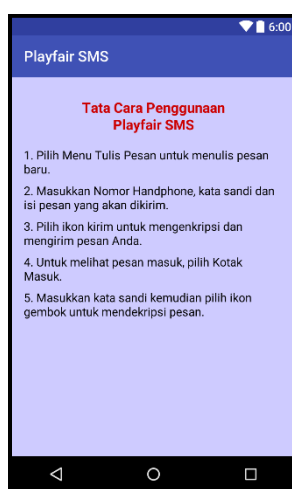 6:00
Playfair SMS
Tata Cara Penggunaan
Playfair SMS
1. Pilih Menu Tulis Pesan untuk menulis pesan
baru.
2. Masukkan Nomor Handphone, kata sandi dan
isi pesan yang akan dikirim.
3. Pilih ikon kirim untuk mengenkripsi dan
mengirim pesan Anda.
4. Untuk melihat pesan masuk, pilih Kotak
Masuk.
5. Masukkan kata sandi kemudian pilih ikon
gembok untuk mendekripsi pesan.